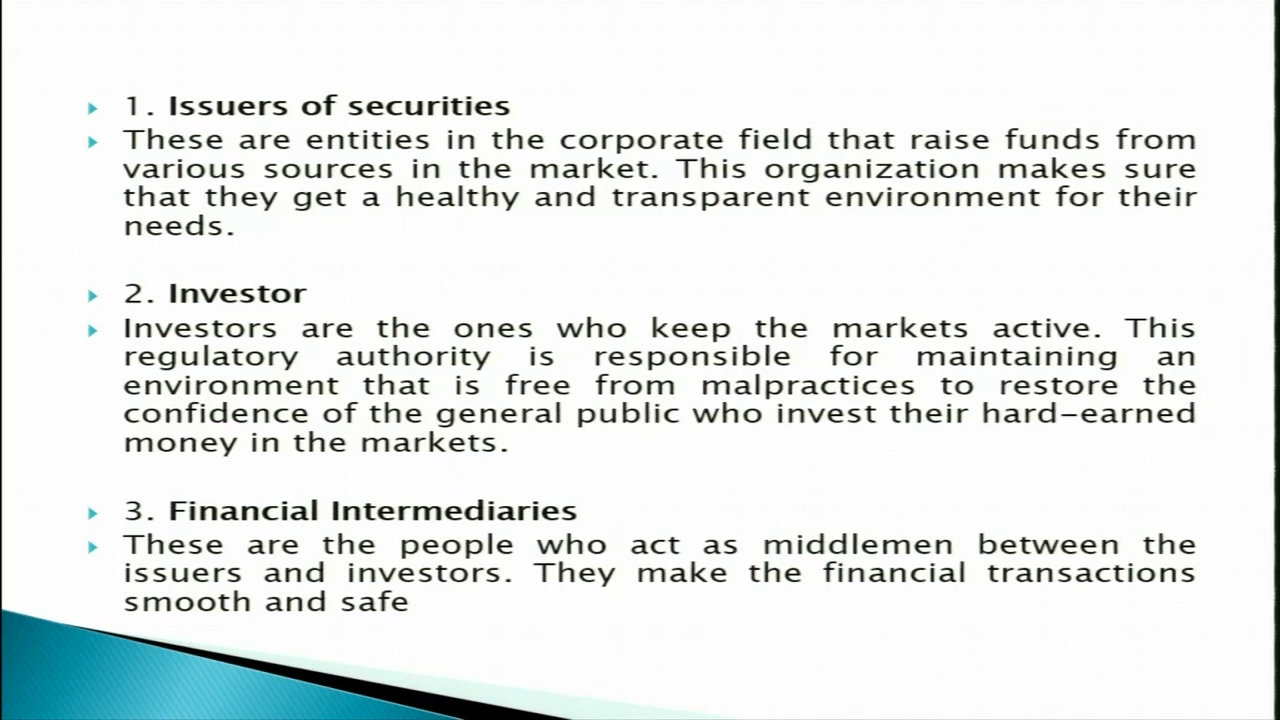 1. Issuers of securities
These are entities in the corporate field that raise funds from
various sources in the market. This organization makes sure
that they get a healthy and transparent environment for their
needs.
2. Investor
Investors are the ones who keep the markets active. This
regulatory authority is responsible for maintaining an
environment that is free from malpractices to restore the
confidence of the general public who invest their hard-earned
money in the markets.
3. Financial Intermediaries
These are the people who act as middlemen between the
issuers and investors. They make the financial transactions
smooth and safe